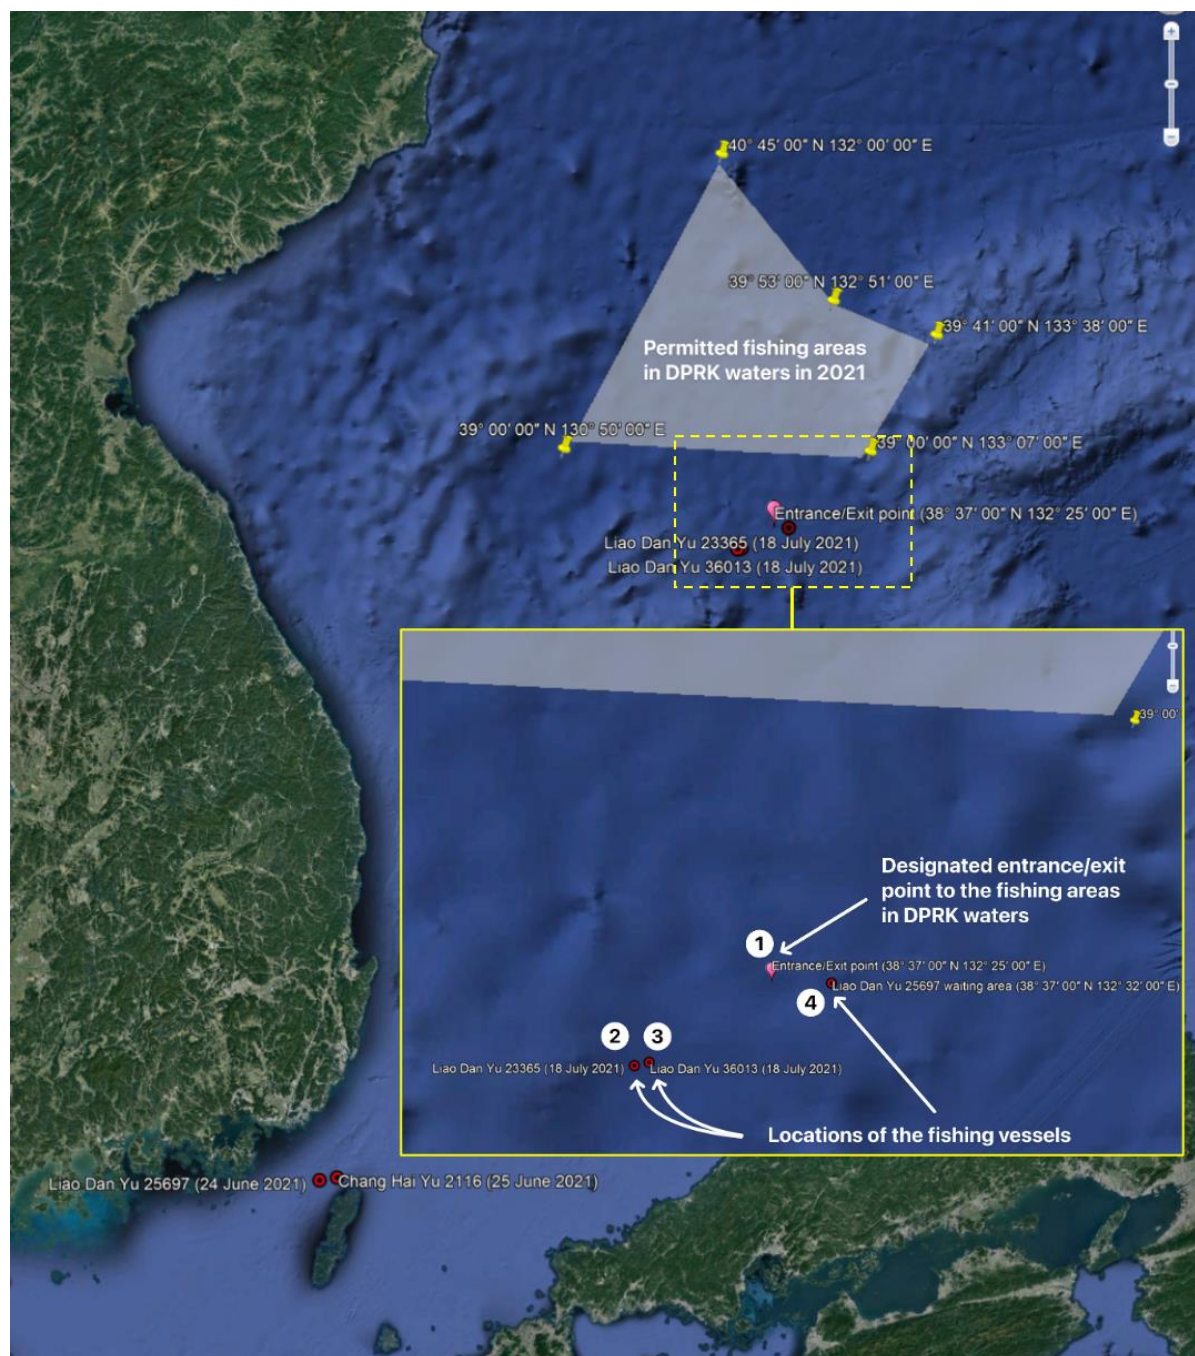 40° 45′ 00″ N 132° 00′ 00″ E
39° 53′ 00″ N 132° 51′ 00″ E
39° 41′ 00″ N 133° 38′ 00″ E
Permitted fishing areas
in DPRK waters in 2021
39° 00′ 00″ N 130° 50′ 00″ E
39° 00′ 00″ N 133° 07′ 00″ E
Entrance/Exit point (38° 37′ 00″ N 132° 25′ 00″ E)
Liao Dan Yu 23365 (18 July 2021)
Liao Dan Yu 36013 (18 July 2021)
39° 00′
Designated entrance/exit
point to the fishing areas
in DPRK waters
1
Entrance/Exit point (38° 37′ 00″ N 132° 25′ 00″ E)
Liao Dan Yu 25697 waiting area (38° 37′ 00″ N 132° 32′ 00″ E)
4
2 3
Liao Dan Yu 23365 (18 July 2021)
Liao Dan Yu 36013 (18 July 2021)
Locations of the fishing vessels
Liao Dan Yu 25697 (24 June 2021)
Chang Hai Yu 2116 (25 June 2021)